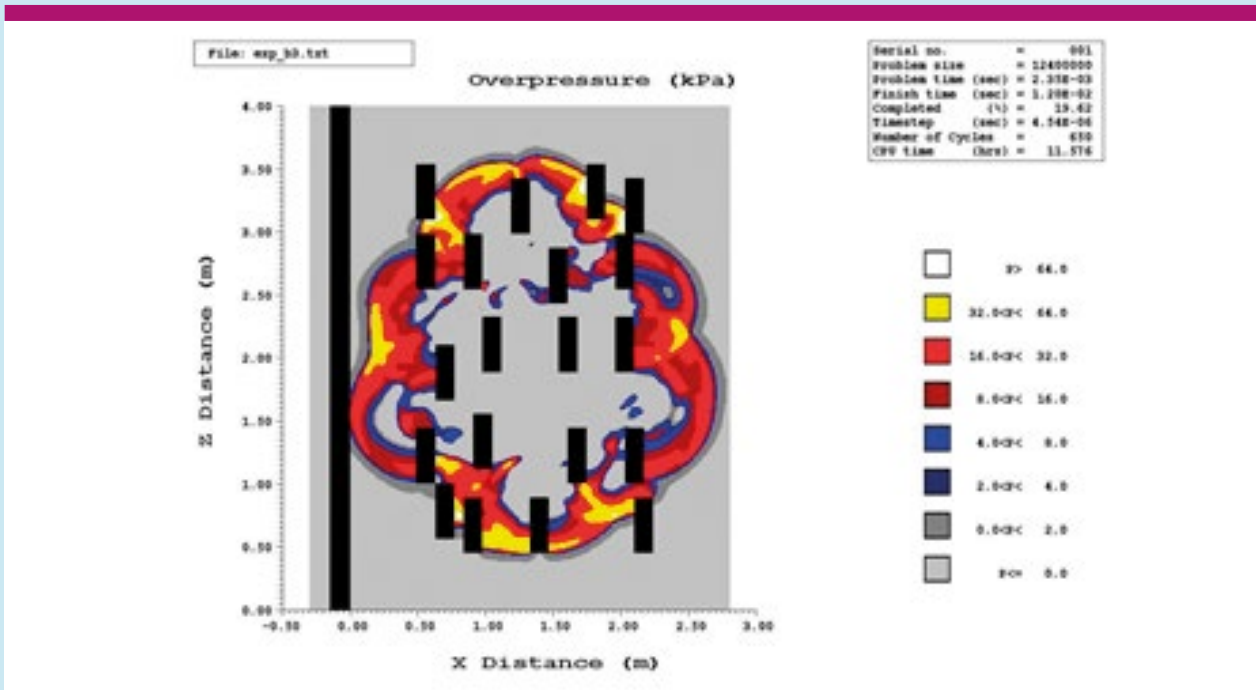 File: exp_b3.txt
Serial no. = 001
Problem size = 12400000
Problem time (sec) = 2.35E-03
Finish time (sec) = 1.20E-02
Completed (%) = 19.62
Timestep (sec) = 4.54E-06
Number of Cycles = 650
CPU time (hrs) = 11.576
Overpressure (kPa)
4.00
3.50
3.00
2.50
2.00
1.50
1.00
0.50
0.00
Z Distance (m)
-0.50 0.00 0.50 1.00 1.50 2.00 2.50 3.00
X Distance (m)
P> 64.0
32.0<P< 64.0
16.0<P< 32.0
8.0<P< 16.0
4.0<P< 8.0
2.0<P< 4.0
0.0<P< 2.0
P<= 0.0